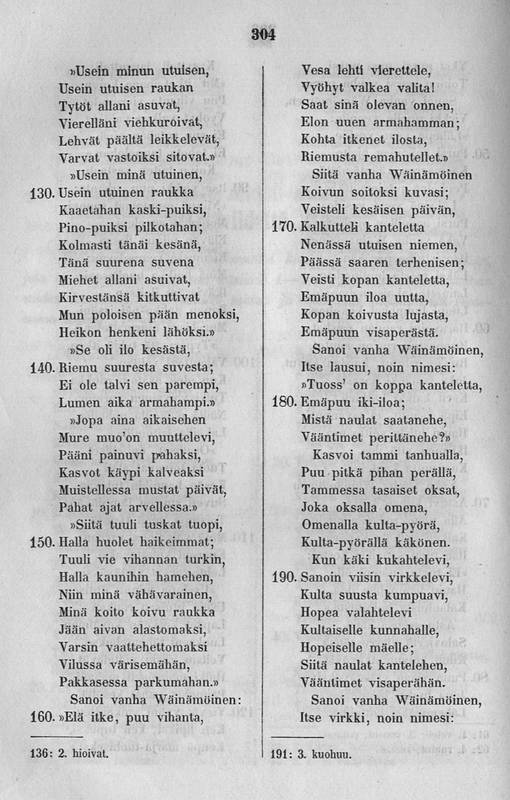 304
»Usein minun utuisen,
Usein utuisen raukan
Tytöt allani asuvat,
Vierelläni viehkuroivat,
Lehvät päältä leikkelevät,
Varvat vastoiksi sitovat.»
»Usein minä utuinen,
130. Usein utuinen raukka
Kaaetahan kaski-puiksi,
Pino-puiksi pilkotahan;
Kolmasti tänäi kesänä,
Tänä suurena suvena
Miehet allani asuivat,
Kirvestänsä kitkuttivat
Mun poloisen pään menoksi,
Heikon henkeni lähöksi.»
»Se oli ilo kesästä,
140. Riemu suuresta suvesta;
Ei ole talvi sen parempi,
Lumen aika armahampi.»
»Jopa aina aikaisehen
Mure muo'on muuttelevi,
Pääni painuvi pahaksi,
Kasvot käypi kalveaksi
Muistellessa mustat päivät,
Pahat ajat arvellessa.»
»Siitä tuuli tuskat tuopi,
150. Halla huolet haikeimmat;
Tuuli vie vihannan turkin,
Halla kaunihin hamehen,
Niin minä vähävarainen,
Minä koito koivu raukka
Jään aivan alastomaksi,
Varsin vaattehettomaksi
Vilussa värisemähän,
Pakkasessa parkumahan.»
Sanoi vanha Wäinämöinen:
160. »Elä itke, puu vihanta,
136: 2. hioivat.
Vesa lehti vierettele,
Vyöhyt valkea valita!
Saat sinä olevan onnen,
Elon uuen armahamman;
Kohta itkenet ilosta,
Riemusta remahutellet.»
Siitä vanha Wäinämöinen
Koivun soitoksi kuvasi;
Veisteli kesäisen päivän,
170. Kalkutteli kanteletta
Nenässä utuisen niemen,
Päässä saaren terhenisen;
Veisti kopan kanteletta,
Emäpuun iloa uutta,
Kopan koivusta lujasta,
Emäpuun visaperästä.
Sanoi vanha Wäinämöinen,
Itse lausui, noin nimesi:
»Tuoss' on koppa kanteletta,
180. Emäpuu iki-iloa;
Mistä naulat saatanehe,
Vääntimet perittänehe?»
Kasvoi tammi tanhualla,
Puu pitkä pihan perällä,
Tammessa tasaiset oksat,
Joka oksalla omena,
Omenalla kulta-pyörä,
Kulta-pyörällä käkönen.
Kun käki kukahtelevi,
190. Sanoin viisin virkkelevi,
Kulta suusta kumpuavi,
Hopea valahtelevi
Kultaiselle kunnahalle,
Hopeiselle mäelle;
Siitä naulat kantelehen,
Vääntimet visaperähän.
Sanoi vanha Wäinämöinen,
Itse virkki, noin nimesi:
191: 3. kuohuu.